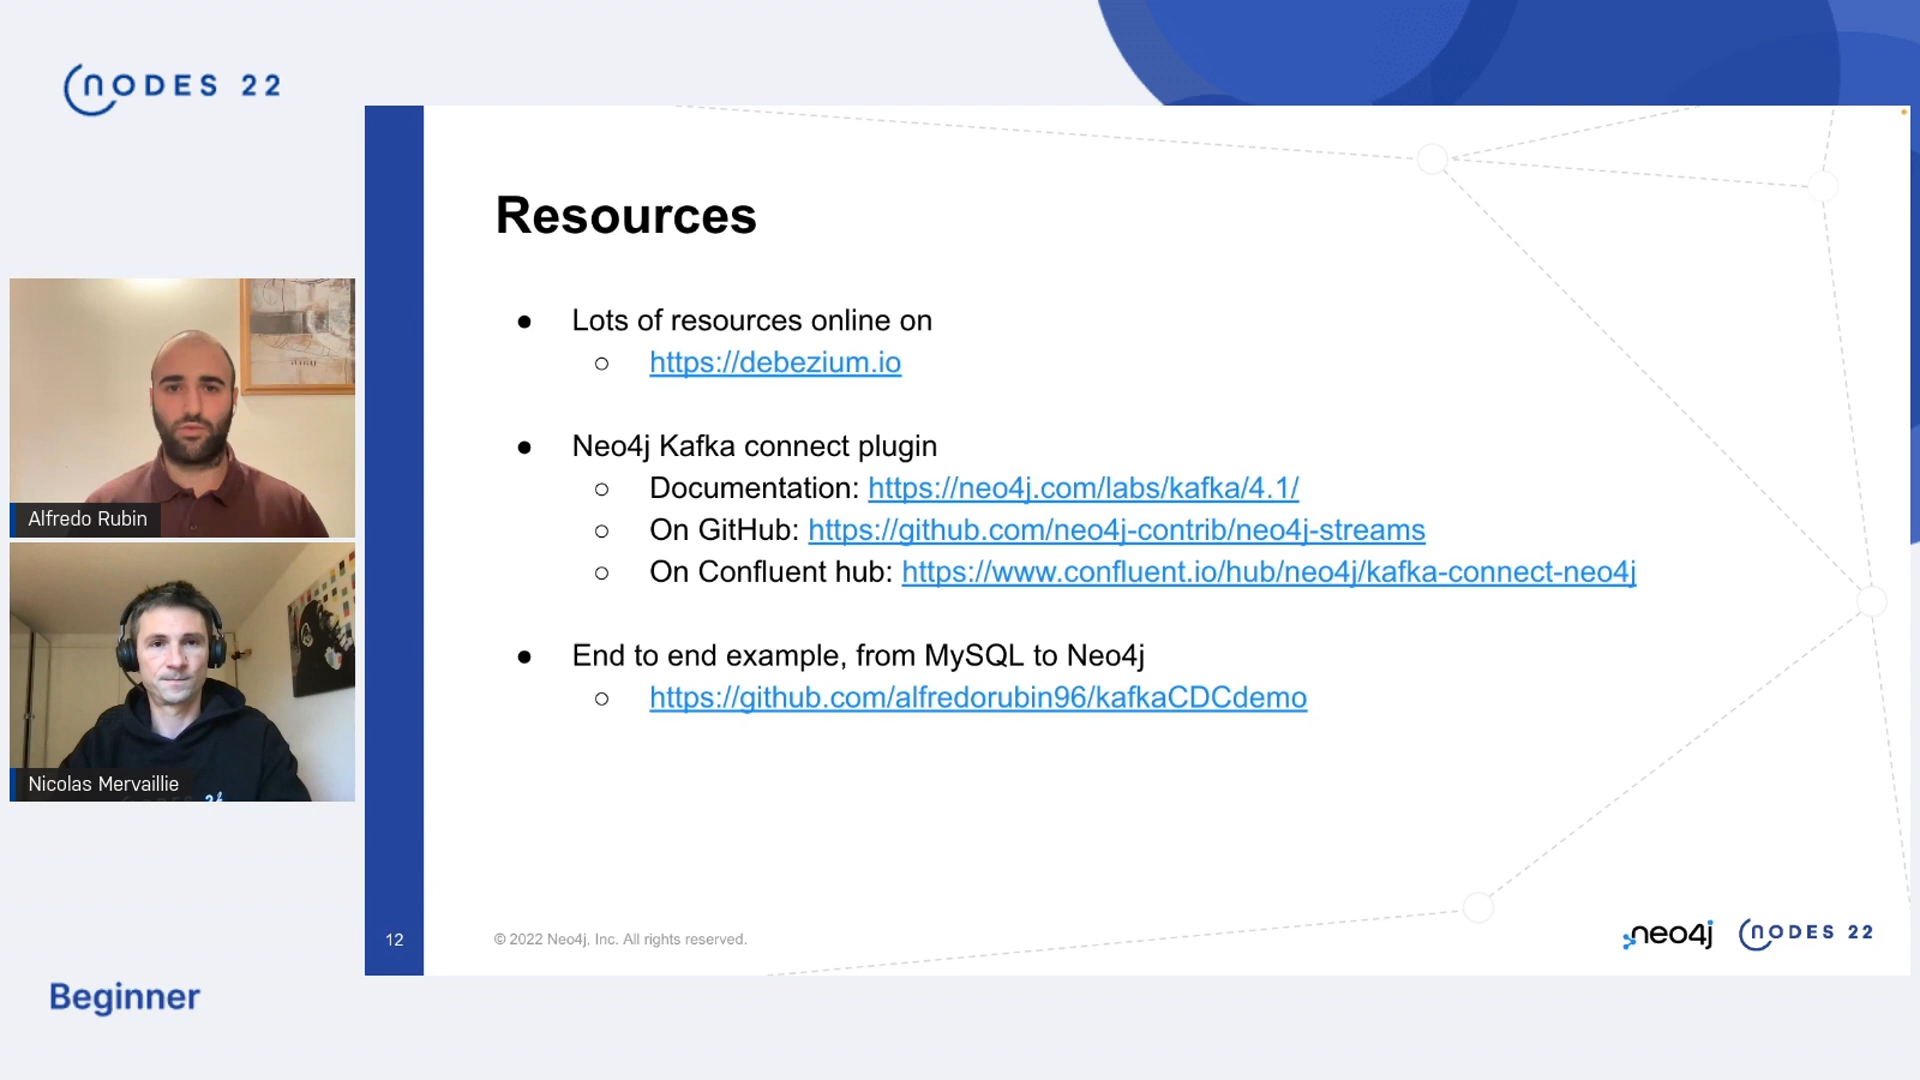 NODES 22
Resources
● Lots of resources online on
○ https://debezium.io
● Neo4j Kafka connect plugin
○ Documentation: https://neo4j.com/labs/kafka/4.1/
○ On GitHub: https://github.com/neo4j-contrib/neo4j-streams
○ On Confluent hub: https://www.confluent.io/hub/neo4j/kafka-connect-neo4j
● End to end example, from MySQL to Neo4j
○ https://github.com/alfredorubin96/kafkaCDCdemo
Alfredo Rubin
Nicolas Mervaillie
12
© 2022 Neo4j, Inc. All rights reserved.
neo4j
NODES 22
Beginner